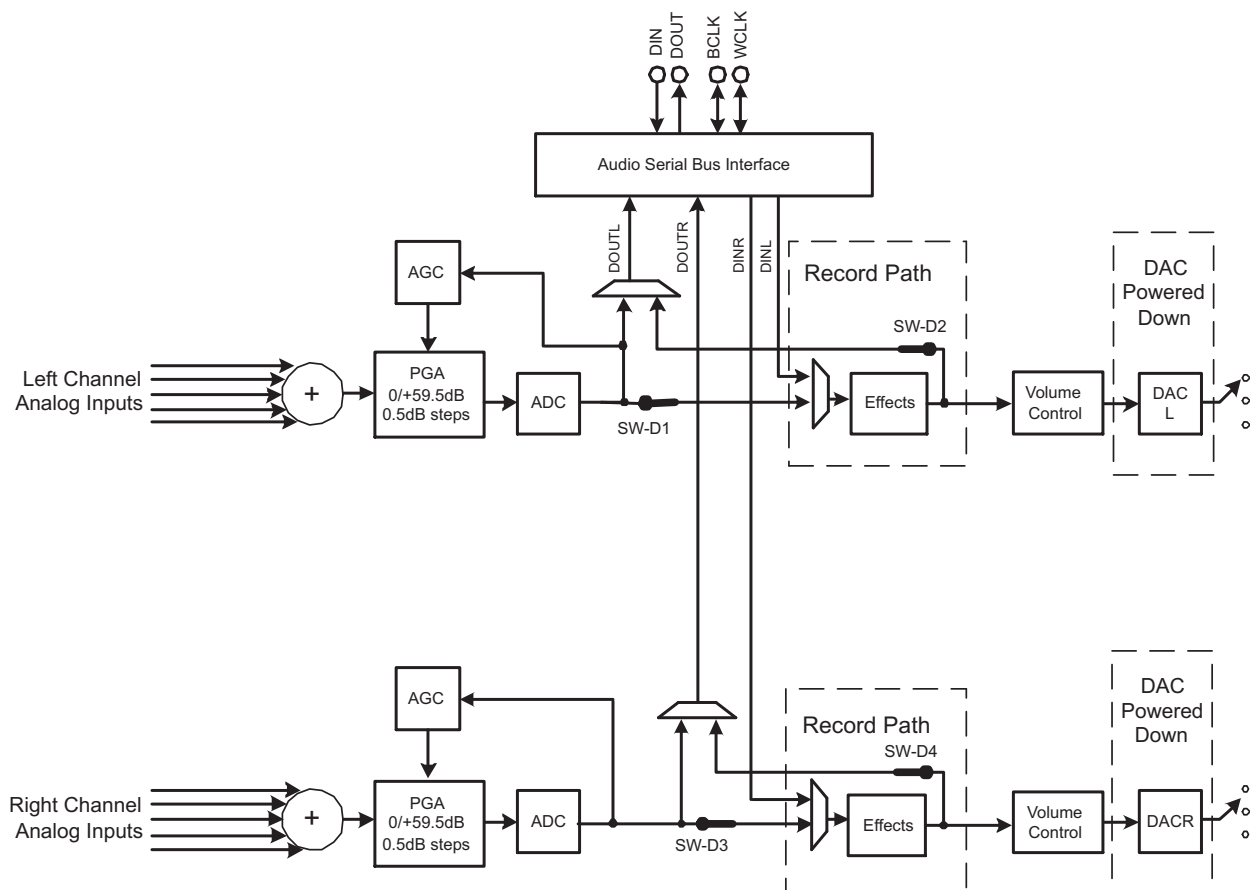 DIN
DOUT
BCLK
WCLK
Audio Serial Bus Interface
DOUTL
DOUTR
DINR
DINL
Record Path
DAC
Powered
Down
AGC
SW-D2
Left Channel
Analog Inputs
+
PGA
0/+59.5dB
0.5dB steps
ADC
SW-D1
Effects
Volume
Control
DAC
L
AGC
Record Path
DAC
Powered
Down
SW-D4
Right Channel
Analog Inputs
+
PGA
0/+59.5dB
0.5dB steps
ADC
SW-D3
Effects
Volume
Control
DACR